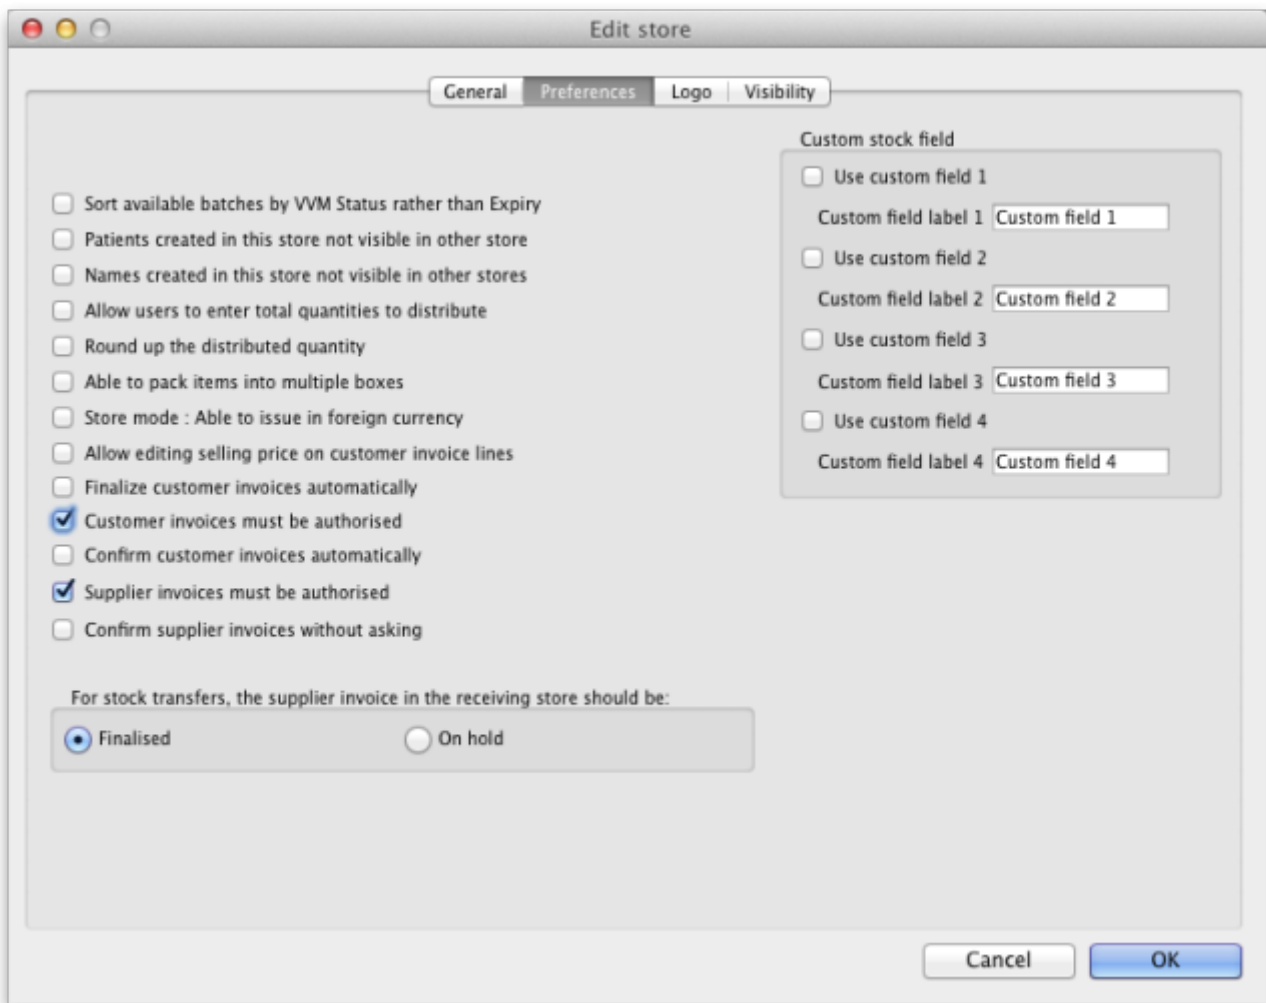 Edit store
General Preferences Logo Visibility
Sort available batches by VVM Status rather than Expiry
Patients created in this store not visible in other store
Names created in this store not visible in other stores
Allow users to enter total quantities to distribute
Round up the distributed quantity
Able to pack items into multiple boxes
Store mode : Able to issue in foreign currency
Allow editing selling price on customer invoice lines
Finalize customer invoices automatically
Customer invoices must be authorised
Confirm customer invoices automatically
Supplier invoices must be authorised
Confirm supplier invoices without asking
For stock transfers, the supplier invoice in the receiving store should be:
Finalised On hold
Custom stock field
Use custom field 1
Custom field label 1 Custom field 1
Use custom field 2
Custom field label 2 Custom field 2
Use custom field 3
Custom field label 3 Custom field 3
Use custom field 4
Custom field label 4 Custom field 4
Cancel OK